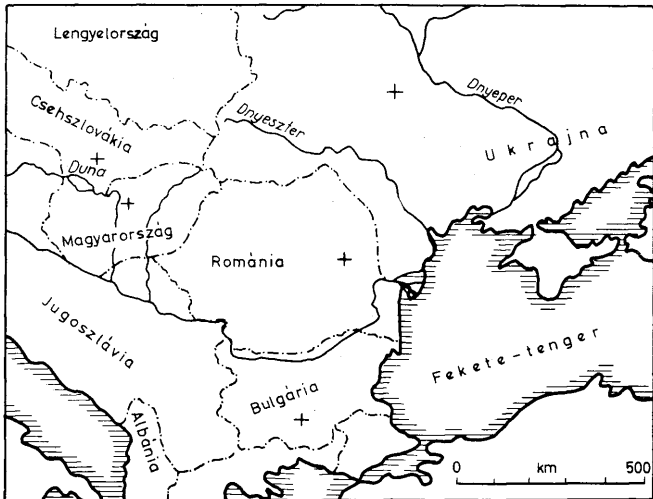 Lengyelország
Csehszlovákia
Dnyeszter
Dnyeper
Ukrajna
Duna
Magyarország
Románia
Jugoszlávia
Fekete-tenger
Bulgária
Albánia
0 km 500